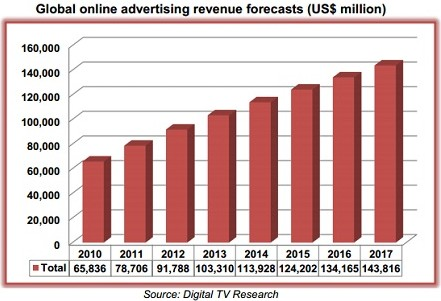 Global online advertising revenue forecasts (US$ million)
160,000
140,000
120,000
100,000
80,000
60,000
40,000
20,000
0
2010 2011 2012 2013 2014 2015 2016 2017
Total 65,836 78,706 91,788 103,310 113,928 124,202 134,165 143,816
Source: Digital TV Research